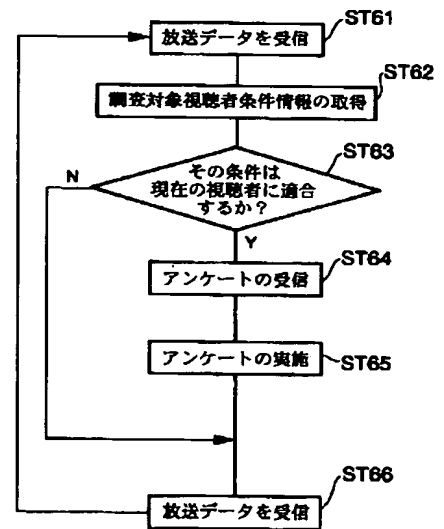 ST61
放送データを受信
ST62
調査対象視聴者条件情報の取得
ST63
その条件は
現在の視聴者に適合
するか？
N
Y
ST64
アンケートの受信
アンケートの実施
ST65
ST66
放送データを受信